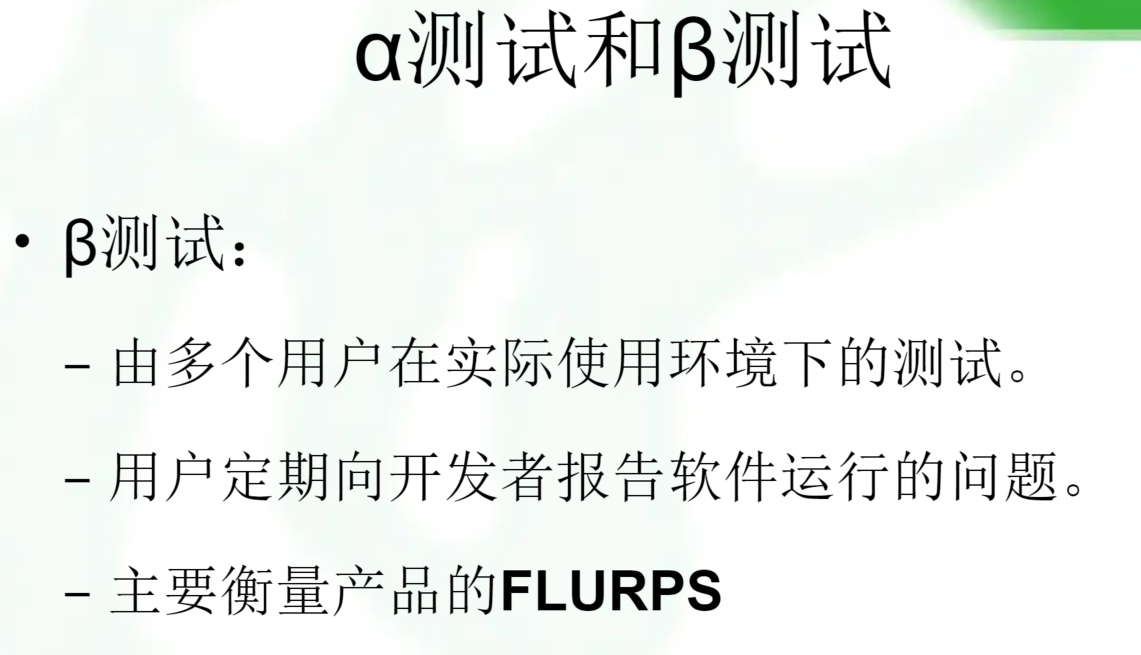 α测试和β测试
• β测试：
– 由多个用户在实际使用环境下的测试。
– 用户定期向开发者报告软件运行的问题。
– 主要衡量产品的FLURPS